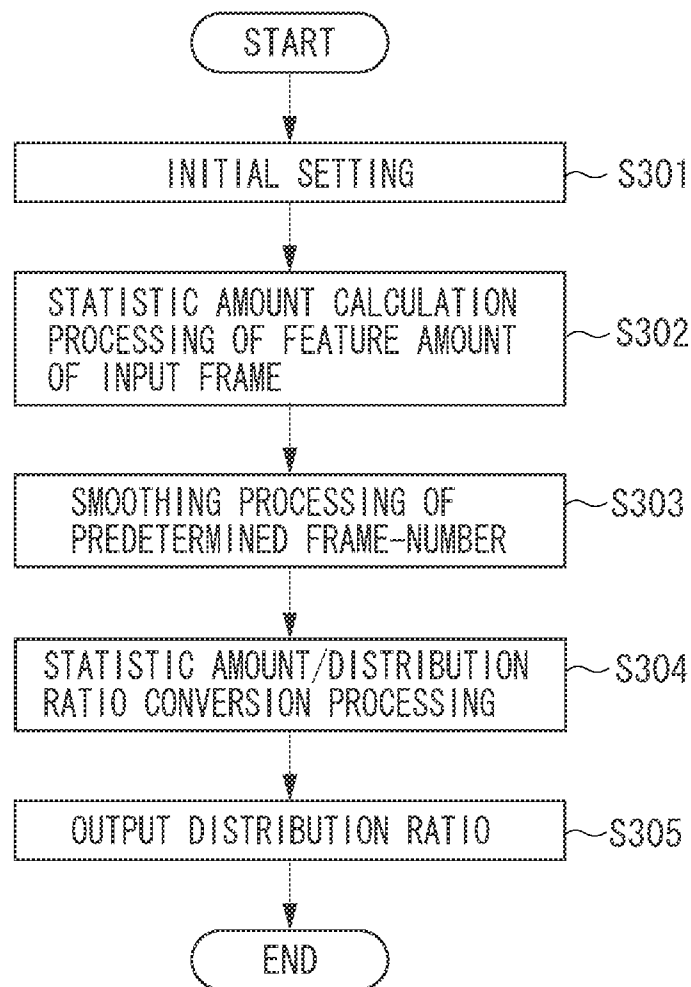 START
INITIAL SETTING
S301
STATISTIC AMOUNT CALCULATION
PROCESSING OF FEATURE AMOUNT
OF INPUT FRAME
S302
SMOOTHING PROCESSING OF
PREDETERMINED FRAME-NUMBER
S303
STATISTIC AMOUNT/DISTRIBUTION
RATIO CONVERSION PROCESSING
S304
OUTPUT DISTRIBUTION RATIO
S305
END